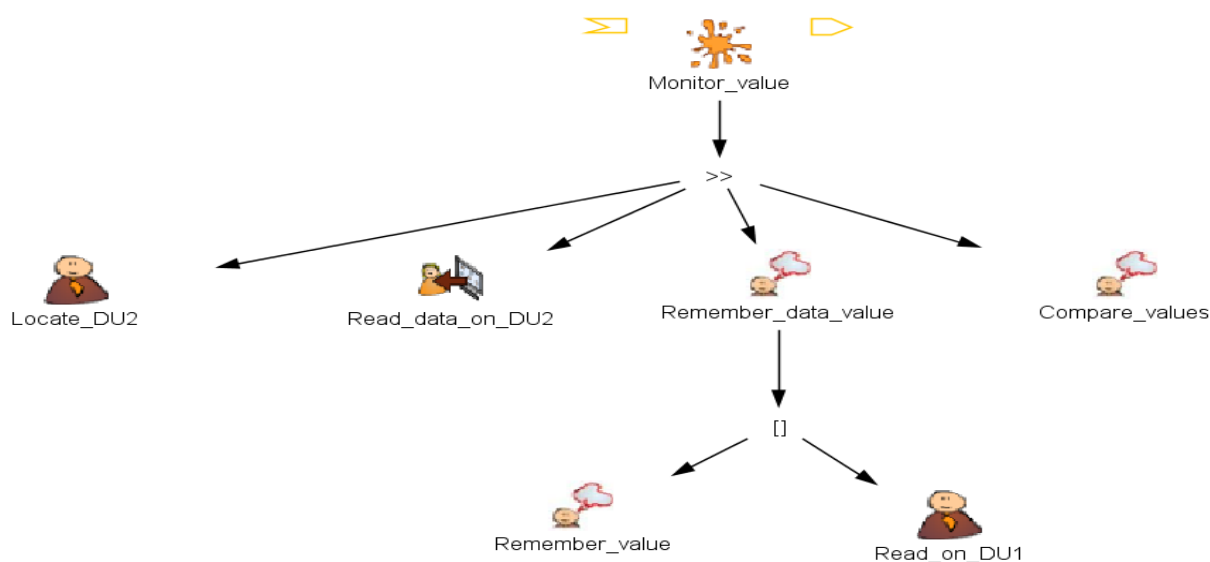 Monitor_value
>>
Locate_DU2
Read_data_on_DU2
Remember_data_value
Compare_values
[]
Remember_value
Read_on_DU1